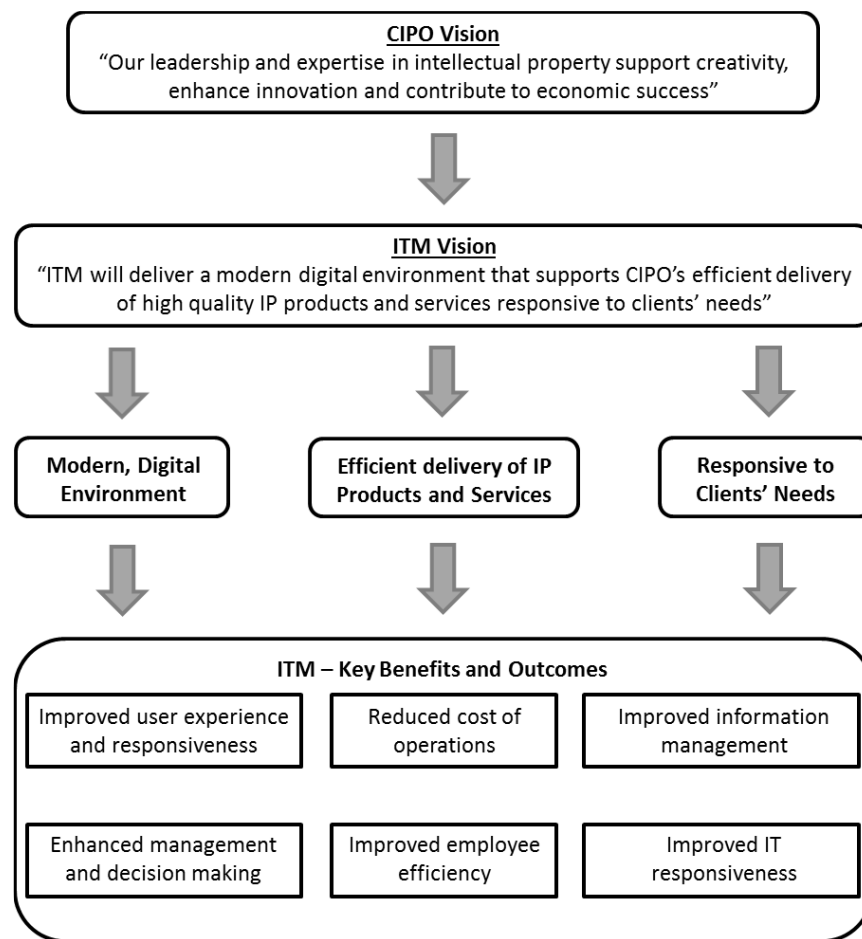 CIPO Vision
“Our leadership and expertise in intellectual property support creativity,
enhance innovation and contribute to economic success”
ITM Vision
“ITM will deliver a modern digital environment that supports CIPO’s efficient delivery
of high quality IP products and services responsive to clients’ needs”
Modern, Digital
Environment
Efficient delivery of IP
Products and Services
Responsive to
Clients’ Needs
ITM – Key Benefits and Outcomes
Improved user experience
and responsiveness
Reduced cost of
operations
Improved information
management
Enhanced management
and decision making
Improved employee
efficiency
Improved IT
responsiveness